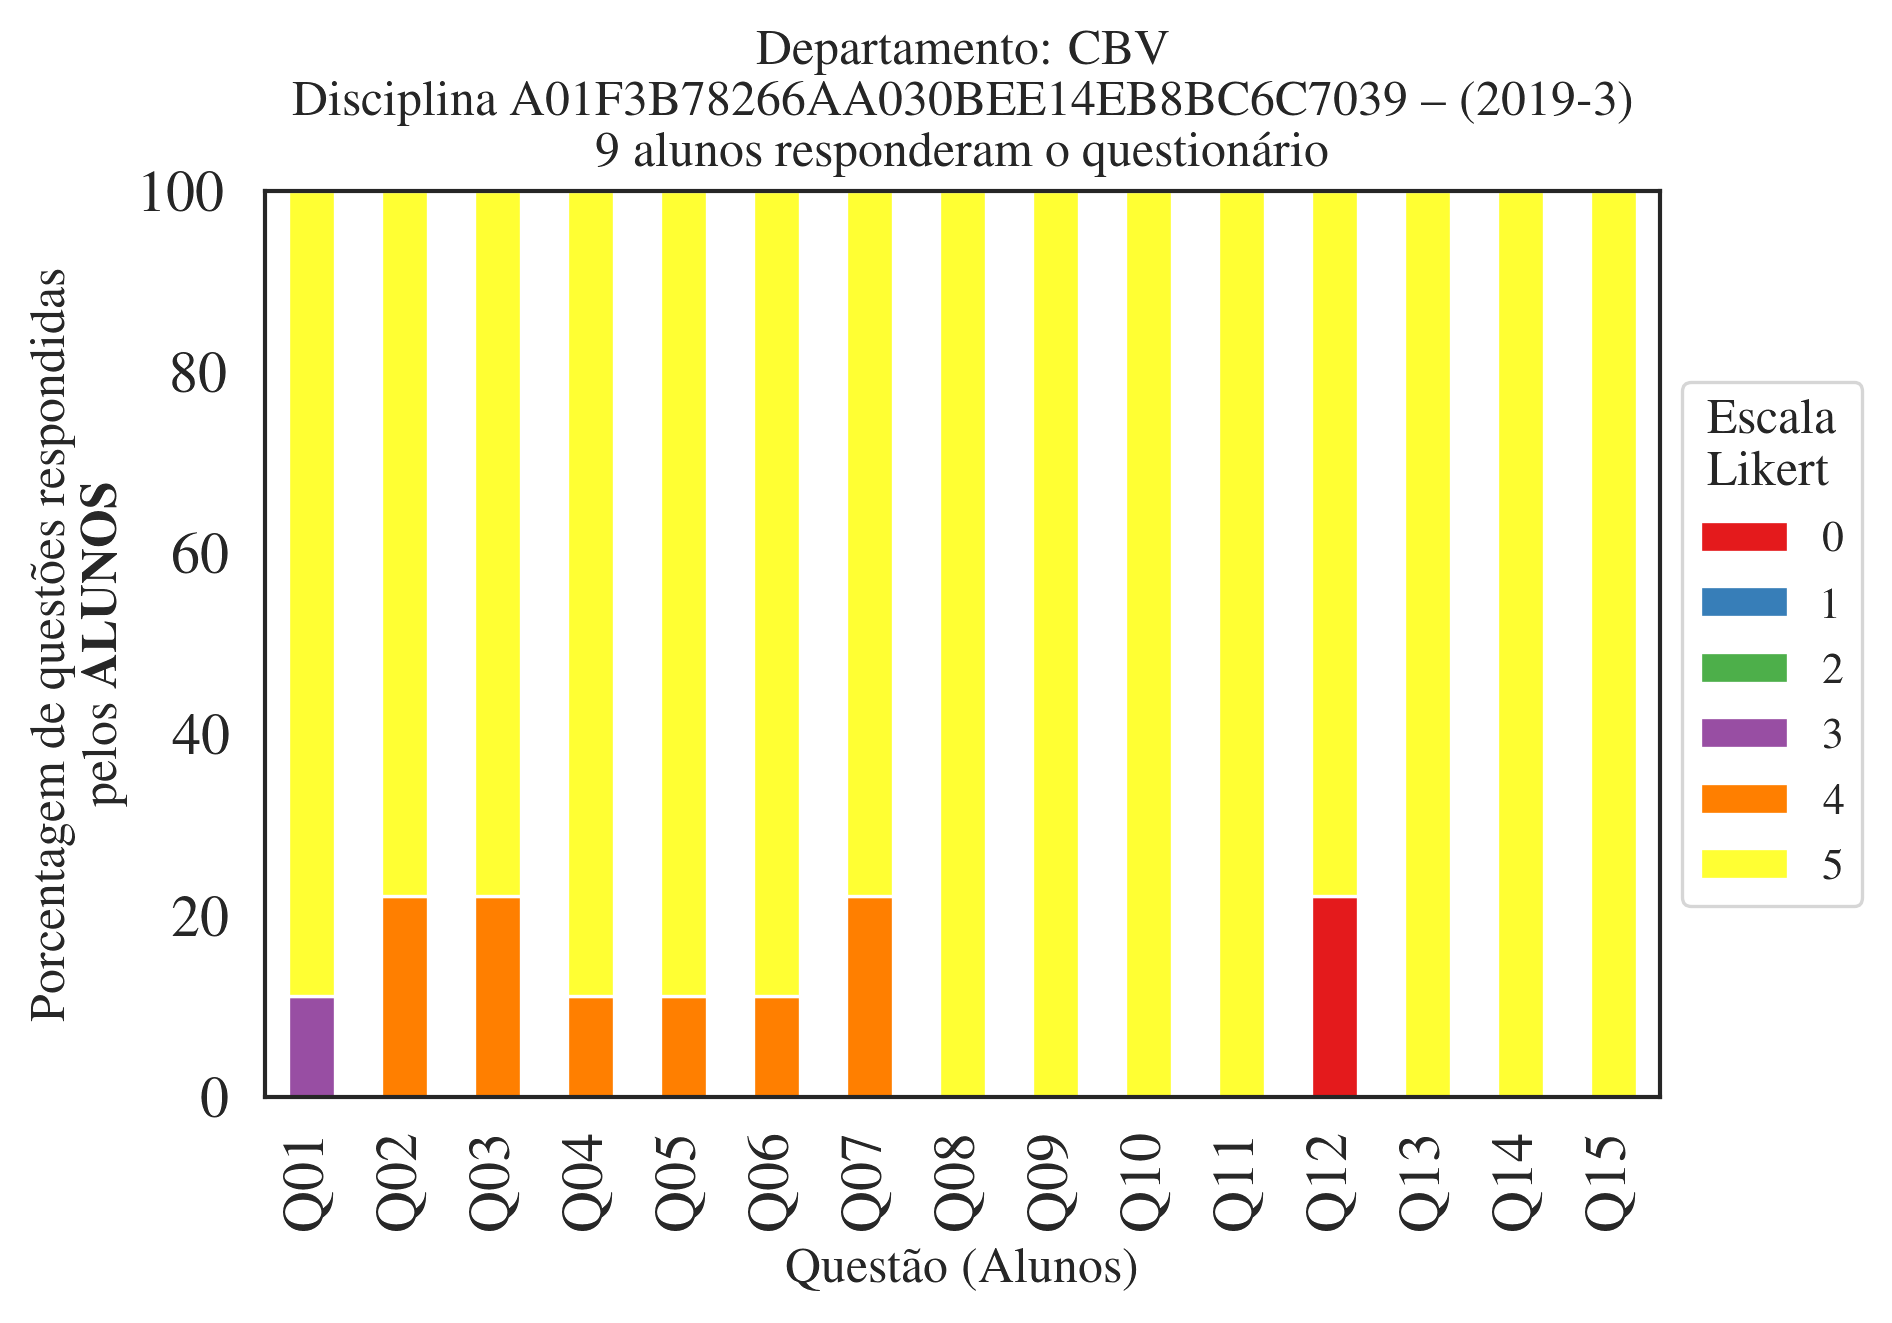 Departamento: CBV
Disciplina A01F3B78266AA030BEE14EB8BC6C7039 – (2019-3)
9 alunos responderam o questionário
Porcentagem de questões respondidas
pelos ALUNOS
100
80
60
40
20
0
Q01
Q02
Q03
Q04
Q05
Q06
Q07
Q08
Q09
Q10
Q11
Q12
Q13
Q14
Q15
Questão (Alunos)
Escala
Likert
0
1
2
3
4
5